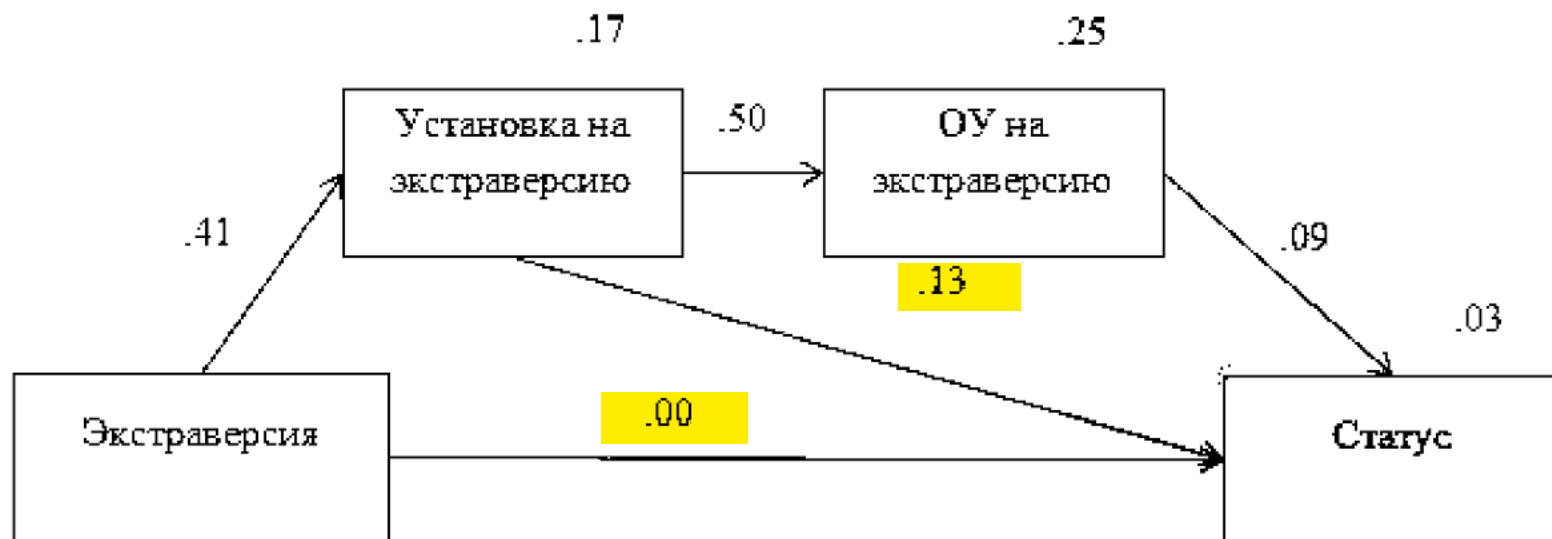 .17
.25
Установка на
экстраверсию
.50
ОУ на
экстраверсию
.41
.09
.13
.03
Экстраверсия
.00
Статус